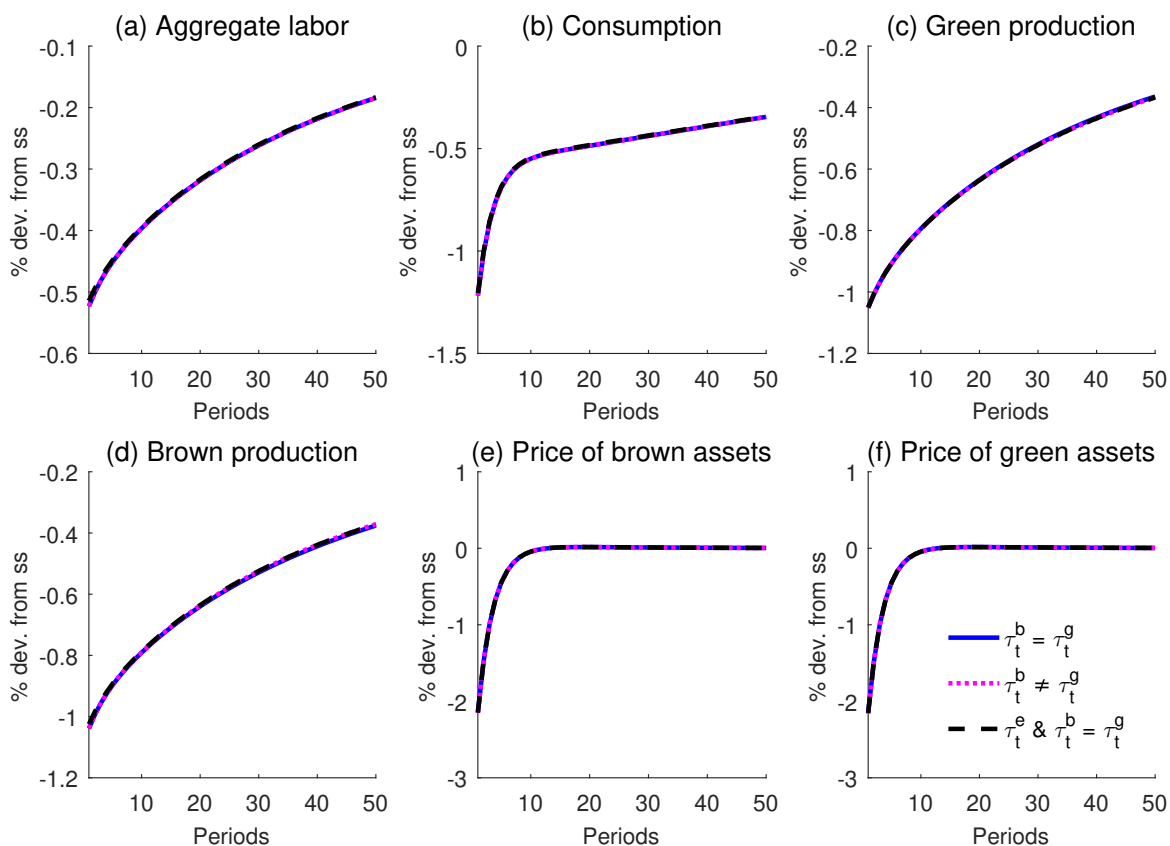 (a) Aggregate labor
% dev. from ss
-0.1
-0.2
-0.3
-0.4
-0.5
-0.6
10 20 30 40 50
Periods
(b) Consumption
% dev. from ss
0
-0.5
-1
-1.5
10 20 30 40 50
Periods
(c) Green production
% dev. from ss
-0.2
-0.4
-0.6
-0.8
-1
-1.2
10 20 30 40 50
Periods
(d) Brown production
% dev. from ss
-0.2
-0.4
-0.6
-0.8
-1
-1.2
10 20 30 40 50
Periods
(e) Price of brown assets
% dev. from ss
1
0
-1
-2
-3
10 20 30 40 50
Periods
(f) Price of green assets
% dev. from ss
1
0
-1
-2
-3
10 20 30 40 50
Periods
τ_t^b = τ_t^g
τ_t^b ≠ τ_t^g
τ_t^e & τ_t^b = τ_t^g